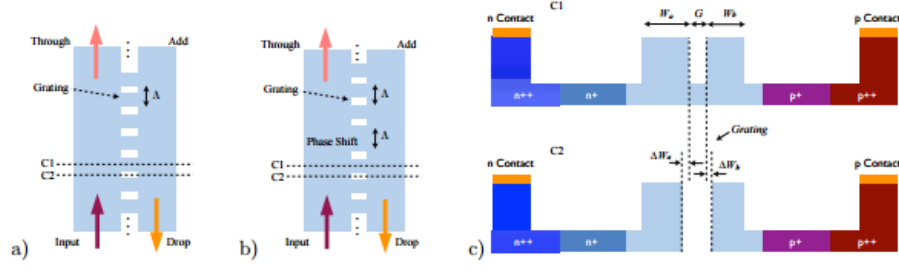 Through
Add
Grating
Λ
C1
C2
Input
Drop
a)
Through
Add
Grating
Λ
Phase Shift
Λ
C1
C2
Input
Drop
b)
C1
n Contact
Wa
G
Wb
p Contact
n++
n+
p+
p++
Grating
C2
n Contact
ΔWa
ΔWb
p Contact
n++
n+
p+
p++
c)